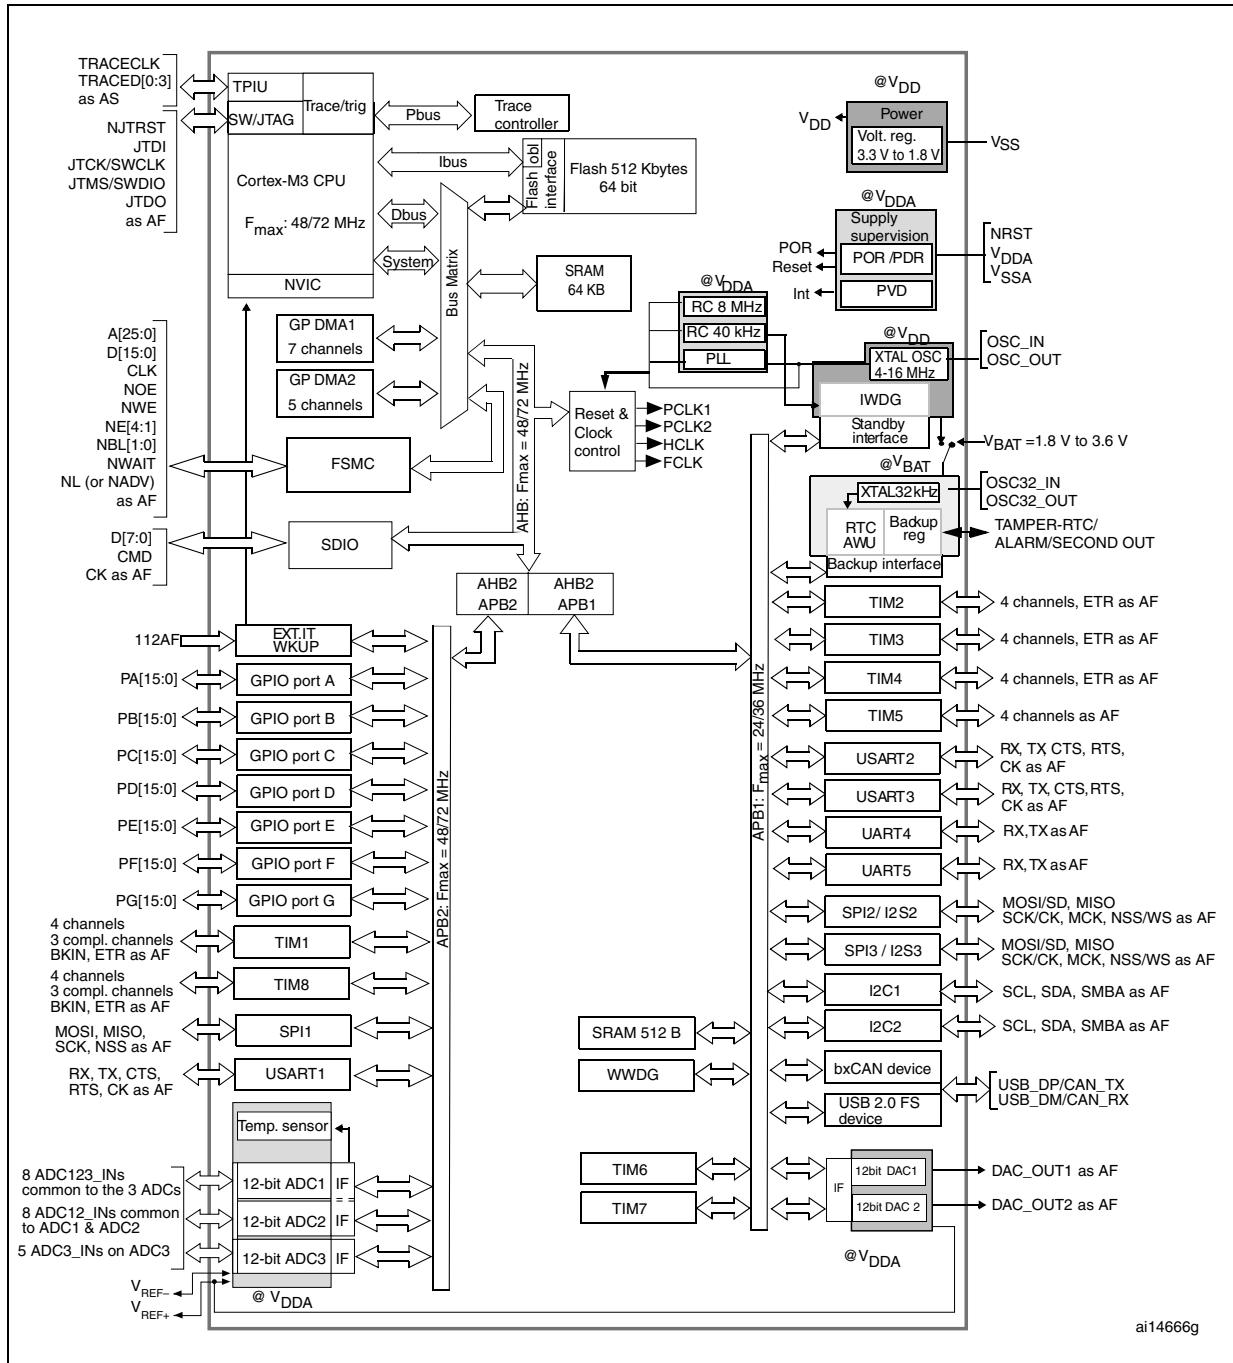 TRACECLK
TRACED[0:3]
as AS
NJTRST
JTDI
JTCK/SWCLK
JTMS/SWDIO
JTDO
as AF
TPIU
SW/JTAG
Trace/trig
Pbus
Trace
controller
Ibus
Cortex-M3 CPU
Fmax: 48/72 MHz
Dbus
System
NVIC
Flash obl
interface
Flash 512 Kbytes
64 bit
Bus Matrix
SRAM
64 KB
GP DMA1
7 channels
GP DMA2
5 channels
@VDD
Power
VDD
Volt. reg.
3.3 V to 1.8 V
VSS
@VDDA
Supply
supervision
POR
Reset
Int
POR /PDR
PVD
NRST
VDDA
VSSA
@VDDA
RC 8 MHz
RC 40 kHz
PLL
@VDD
XTAL OSC
4-16 MHz
OSC_IN
OSC_OUT
IWDG
Standby
interface
VBAT =1.8 V to 3.6 V
Reset &
Clock
control
PCLK1
PCLK2
HCLK
FCLK
AHB: Fmax = 48/72 MHz
A[25:0]
D[15:0]
CLK
NOE
NWE
NE[4:1]
NBL[1:0]
NWAIT
NL (or NADV)
as AF
FSMC
D[7:0]
CMD
CK as AF
SDIO
@VBAT
XTAL32kHz
OSC32_IN
OSC32_OUT
RTC
AWU
Backup
reg
TAMPER-RTC/
ALARM/SECOND OUT
Backup interface
AHB2
APB2
AHB2
APB1
112AF
EXT.IT
WKUP
PA[15:0]
GPIO port A
PB[15:0]
GPIO port B
PC[15:0]
GPIO port C
PD[15:0]
GPIO port D
PE[15:0]
GPIO port E
PF[15:0]
GPIO port F
PG[15:0]
GPIO port G
4 channels
3 compl. channels
BKIN, ETR as AF
TIM1
4 channels
3 compl. channels
BKIN, ETR as AF
TIM8
MOSI, MISO,
SCK, NSS as AF
SPI1
RX, TX, CTS,
RTS, CK as AF
USART1
APB2: Fmax = 48/72 MHz
Temp. sensor
8 ADC123_INs
common to the 3 ADCs
12-bit ADC1
IF
8 ADC12_INs common
to ADC1 & ADC2
12-bit ADC2
IF
5 ADC3_INs on ADC3
12-bit ADC3
IF
VREF–
VREF+
@ VDDA
APB1: Fmax = 24/36 MHz
TIM2
4 channels, ETR as AF
TIM3
4 channels, ETR as AF
TIM4
4 channels, ETR as AF
TIM5
4 channels as AF
USART2
RX, TX, CTS, RTS,
CK as AF
USART3
RX, TX, CTS, RTS,
CK as AF
UART4
RX,TX as AF
UART5
RX, TX as AF
SPI2/ I2S2
MOSI/SD, MISO
SCK/CK, MCK, NSS/WS as AF
SPI3 / I2S3
MOSI/SD, MISO
SCK/CK, MCK, NSS/WS as AF
I2C1
SCL, SDA, SMBA as AF
I2C2
SCL, SDA, SMBA as AF
SRAM 512 B
WWDG
bxCAN device
USB 2.0 FS
device
USB_DP/CAN_TX
USB_DM/CAN_RX
TIM6
TIM7
IF
12bit DAC1
DAC_OUT1 as AF
12bit DAC 2
DAC_OUT2 as AF
@VDDA
ai14666g